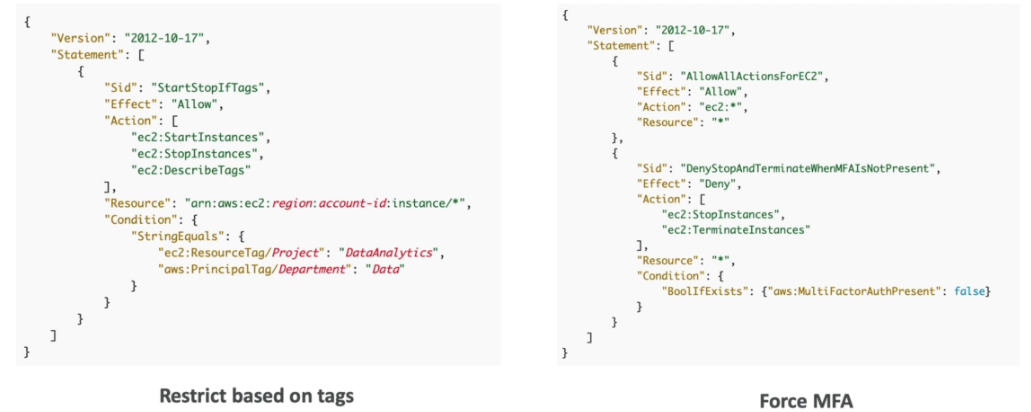 {
    "Version": "2012-10-17",
    "Statement": [
        {
            "Sid": "StartStopIfTags",
            "Effect": "Allow",
            "Action": [
                "ec2:StartInstances",
                "ec2:StopInstances",
                "ec2:DescribeTags"
            ],
            "Resource": "arn:aws:ec2:region:account-id:instance/*",
            "Condition": {
                "StringEquals": {
                    "ec2:ResourceTag/Project": "DataAnalytics",
                    "aws:PrincipalTag/Department": "Data"
                }
            }
        }
    ]
}
Restrict based on tags
{
    "Version": "2012-10-17",
    "Statement": [
        {
            "Sid": "AllowAllActionsForEC2",
            "Effect": "Allow",
            "Action": "ec2:*",
            "Resource": "*"
        },
        {
            "Sid": "DenyStopAndTerminateWhenMFAIsNotPresent",
            "Effect": "Deny",
            "Action": [
                "ec2:StopInstances",
                "ec2:TerminateInstances"
            ],
            "Resource": "*",
            "Condition": {
                "BoolIfExists": {"aws:MultiFactorAuthPresent": false}
            }
        }
    ]
}
Force MFA